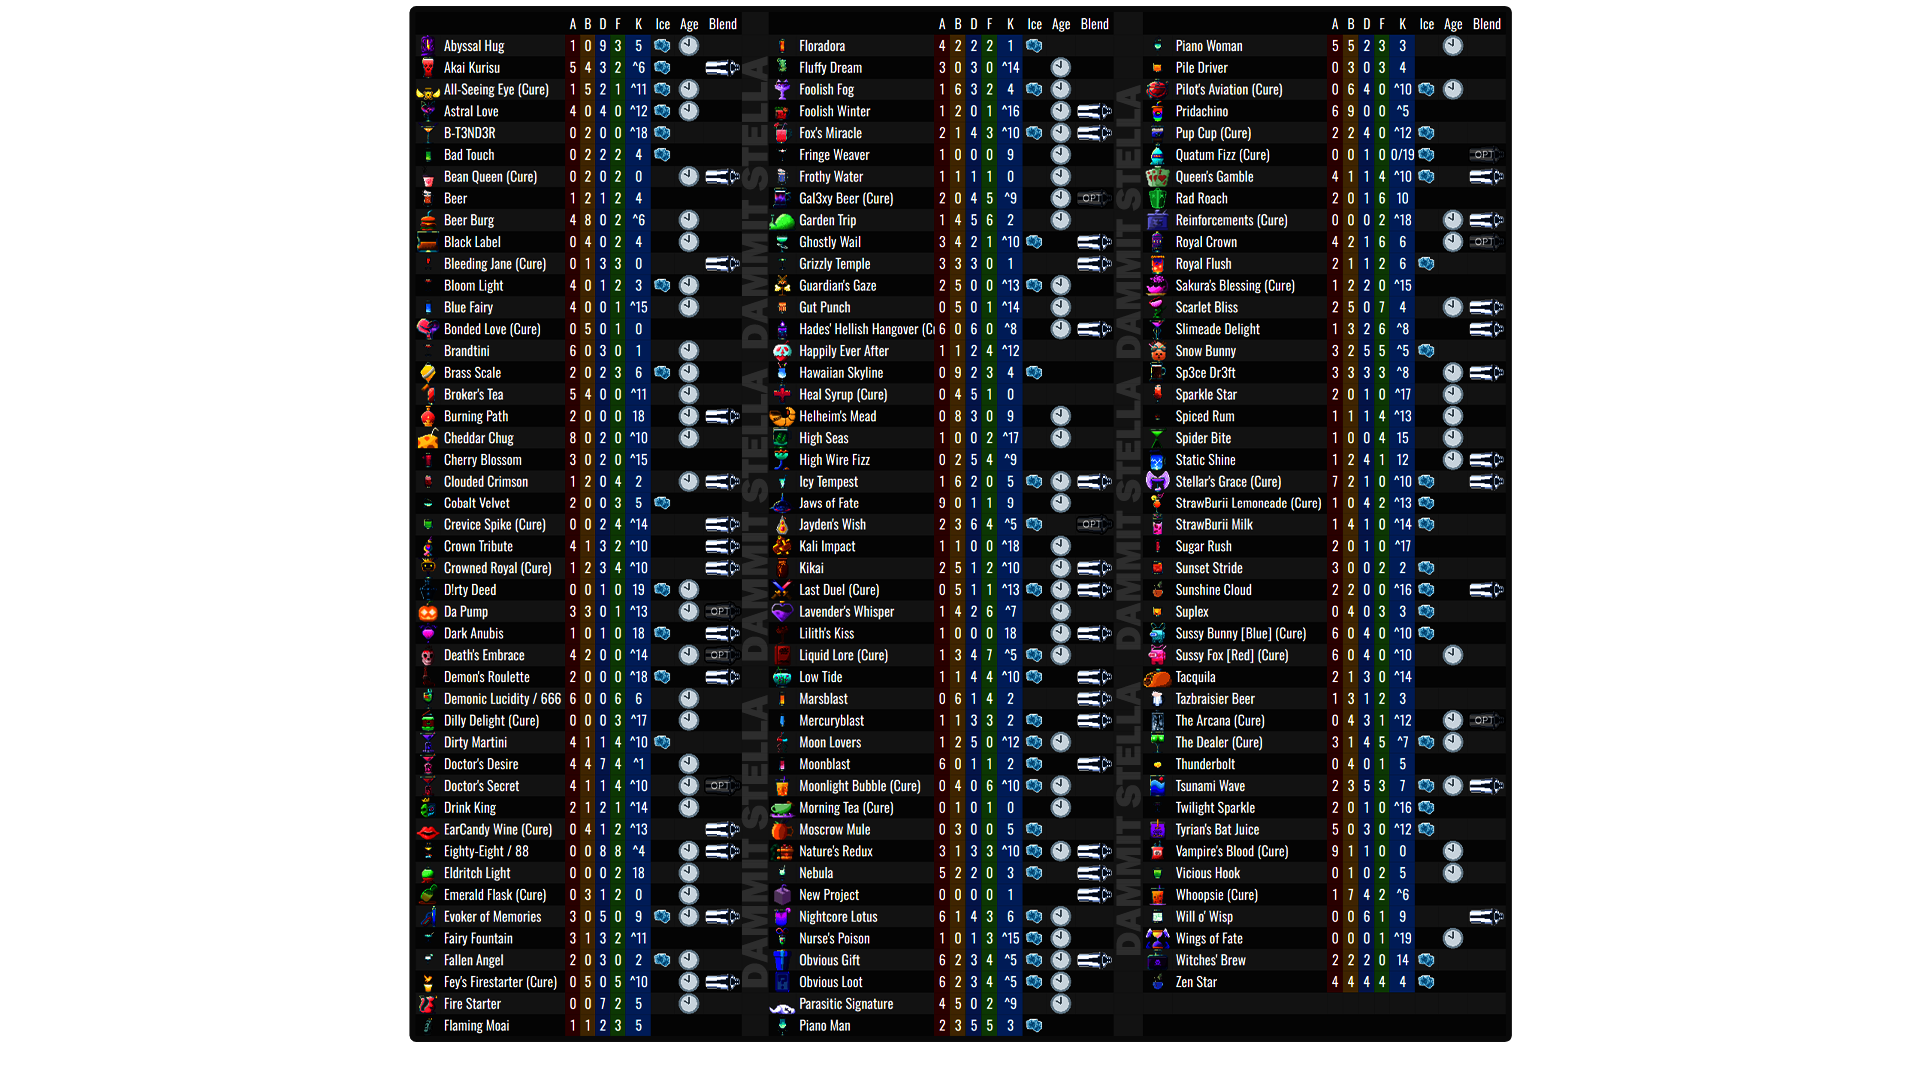 A B D F K Ice Age Blend
Abyssal Hug 1 0 9 3 5
Akai Kurisu 5 4 3 2 ^6
All-Seeing Eye (Cure) 1 5 2 1 ^11
Astral Love 4 0 4 0 ^12
B-T3ND3R 0 2 0 0 ^18
Bad Touch 0 2 2 2 4
Bean Queen (Cure) 0 2 0 2 0
Beer 1 2 1 2 4
Beer Burg 4 8 0 2 ^6
Black Label 0 4 0 2 4
Bleeding Jane (Cure) 0 1 3 3 0
Bloom Light 4 0 1 2 3
Blue Fairy 4 0 0 1 ^15
Bonded Love (Cure) 0 5 0 1 0
Brandtini 6 0 3 0 1
Brass Scale 2 0 2 3 6
Broker's Tea 5 4 0 0 ^11
Burning Path 2 0 0 0 18
Cheddar Chug 8 0 2 0 ^10
Cherry Blossom 3 0 2 0 ^15
Clouded Crimson 1 2 0 4 2
Cobalt Velvet 2 0 0 3 5
Crevice Spike (Cure) 0 0 2 4 ^14
Crown Tribute 4 1 3 2 ^10
Crowned Royal (Cure) 1 2 3 4 ^10
D!rty Deed 0 0 1 0 19
Da Pump 3 3 0 1 ^13 OPT
Dark Anubis 1 0 1 0 18
Death's Embrace 4 2 0 0 ^14 OPT
Demon's Roulette 2 0 0 0 ^18
Demonic Lucidity / 666 6 0 0 6 6
Dilly Delight (Cure) 0 0 0 3 ^17
Dirty Martini 4 1 1 4 ^10
Doctor's Desire 4 4 7 4 ^1
Doctor's Secret 4 1 1 4 ^10 OPT
Drink King 2 1 2 1 ^14
EarCandy Wine (Cure) 0 4 1 2 ^13
Eighty-Eight / 88 0 0 8 8 ^4
Eldritch Light 0 0 0 2 18
Emerald Flask (Cure) 0 3 1 2 0
Evoker of Memories 3 0 5 0 9
Fairy Fountain 3 1 3 2 ^11
Fallen Angel 2 0 3 0 2
Fey's Firestarter (Cure) 0 5 0 5 ^10
Fire Starter 0 0 7 2 5
Flaming Moai 1 1 2 3 5
DAMMIT STELLA DAMMIT STELLA DAMMIT STELLA
A B D F K Ice Age Blend
Floradora 4 2 2 2 1
Fluffy Dream 3 0 3 0 ^14
Foolish Fog 1 6 3 2 4
Foolish Winter 1 2 0 1 ^16
Fox's Miracle 2 1 4 3 ^10
Fringe Weaver 1 0 0 0 9
Frothy Water 1 1 1 1 0
Gal3xy Beer (Cure) 2 0 4 5 ^9 OPT
Garden Trip 1 4 5 6 2
Ghostly Wail 3 4 2 1 ^10
Grizzly Temple 3 3 3 0 1
Guardian's Gaze 2 5 0 0 ^13
Gut Punch 0 5 0 1 ^14
Hades' Hellish Hangover (C 6 0 6 0 ^8
Happily Ever After 1 1 2 4 ^12
Hawaiian Skyline 0 9 2 3 4
Heal Syrup (Cure) 0 4 5 1 0
Helheim's Mead 0 8 3 0 9
High Seas 1 0 0 2 ^17
High Wire Fizz 0 2 5 4 ^9
Icy Tempest 1 6 2 0 5
Jaws of Fate 9 0 1 1 9
Jayden's Wish 2 3 6 4 ^5 OPT
Kali Impact 1 1 0 0 ^18
Kikai 2 5 1 2 ^10
Last Duel (Cure) 0 5 1 1 ^13
Lavender's Whisper 1 4 2 6 ^7
Lilith's Kiss 1 0 0 0 18
Liquid Lore (Cure) 1 3 4 7 ^5
Low Tide 1 1 4 4 ^10
Marsblast 0 6 1 4 2
Mercuryblast 1 1 3 3 2
Moon Lovers 1 2 5 0 ^12
Moonblast 6 0 1 1 2
Moonlight Bubble (Cure) 0 4 0 6 ^10
Morning Tea (Cure) 0 1 0 1 0
Moscrow Mule 0 3 0 0 5
Nature's Redux 3 1 3 3 ^10
Nebula 5 2 2 0 3
New Project 0 0 0 0 1
Nightcore Lotus 6 1 4 3 6
Nurse's Poison 1 0 1 3 ^15
Obvious Gift 6 2 3 4 ^5
Obvious Loot 6 2 3 4 ^5
Parasitic Signature 4 5 0 2 ^9
Piano Man 2 3 5 5 3
DAMMIT STELLA DAMMIT STELLA DAMMIT STELLA
A B D F K Ice Age Blend
Piano Woman 5 5 2 3 3
Pile Driver 0 3 0 3 4
Pilot's Aviation (Cure) 0 6 4 0 ^10
Pridachino 6 9 0 0 ^5
Pup Cup (Cure) 2 2 4 0 ^12
Quatum Fizz (Cure) 0 0 1 0 0/19 OPT
Queen's Gamble 4 1 1 4 ^10
Rad Roach 2 0 1 6 10
Reinforcements (Cure) 0 0 0 2 ^18
Royal Crown 4 2 1 6 6 OPT
Royal Flush 2 1 1 2 6
Sakura's Blessing (Cure) 1 2 2 0 ^15
Scarlet Bliss 2 5 0 7 4
Slimeade Delight 1 3 2 6 ^8
Snow Bunny 3 2 5 5 ^5
Sp3ce Dr3ft 3 3 3 3 ^8
Sparkle Star 2 0 1 0 ^17
Spiced Rum 1 1 1 4 ^13
Spider Bite 1 0 0 4 15
Static Shine 1 2 4 1 12
Stellar's Grace (Cure) 7 2 1 0 ^10
StrawBurii Lemoneade (Cure) 1 0 4 2 ^13
StrawBurii Milk 1 4 1 0 ^14
Sugar Rush 2 0 1 0 ^17
Sunset Stride 3 0 0 2 2
Sunshine Cloud 2 2 0 0 ^16
Suplex 0 4 0 3 3
Sussy Bunny [Blue] (Cure) 6 0 4 0 ^10
Sussy Fox [Red] (Cure) 6 0 4 0 ^10
Tacquila 2 1 3 0 ^14
Tazbraisier Beer 1 3 1 2 3
The Arcana (Cure) 0 4 3 1 ^12 OPT
The Dealer (Cure) 3 1 4 5 ^7
Thunderbolt 0 4 0 1 5
Tsunami Wave 2 3 5 3 7
Twilight Sparkle 2 0 1 0 ^16
Tyrian's Bat Juice 5 0 3 0 ^12
Vampire's Blood (Cure) 9 1 1 0 0
Vicious Hook 0 1 0 2 5
Whoopsie (Cure) 1 7 4 2 ^6
Will o' Wisp 0 0 6 1 9
Wings of Fate 0 0 0 1 ^19
Witches' Brew 2 2 2 0 14
Zen Star 4 4 4 4 4